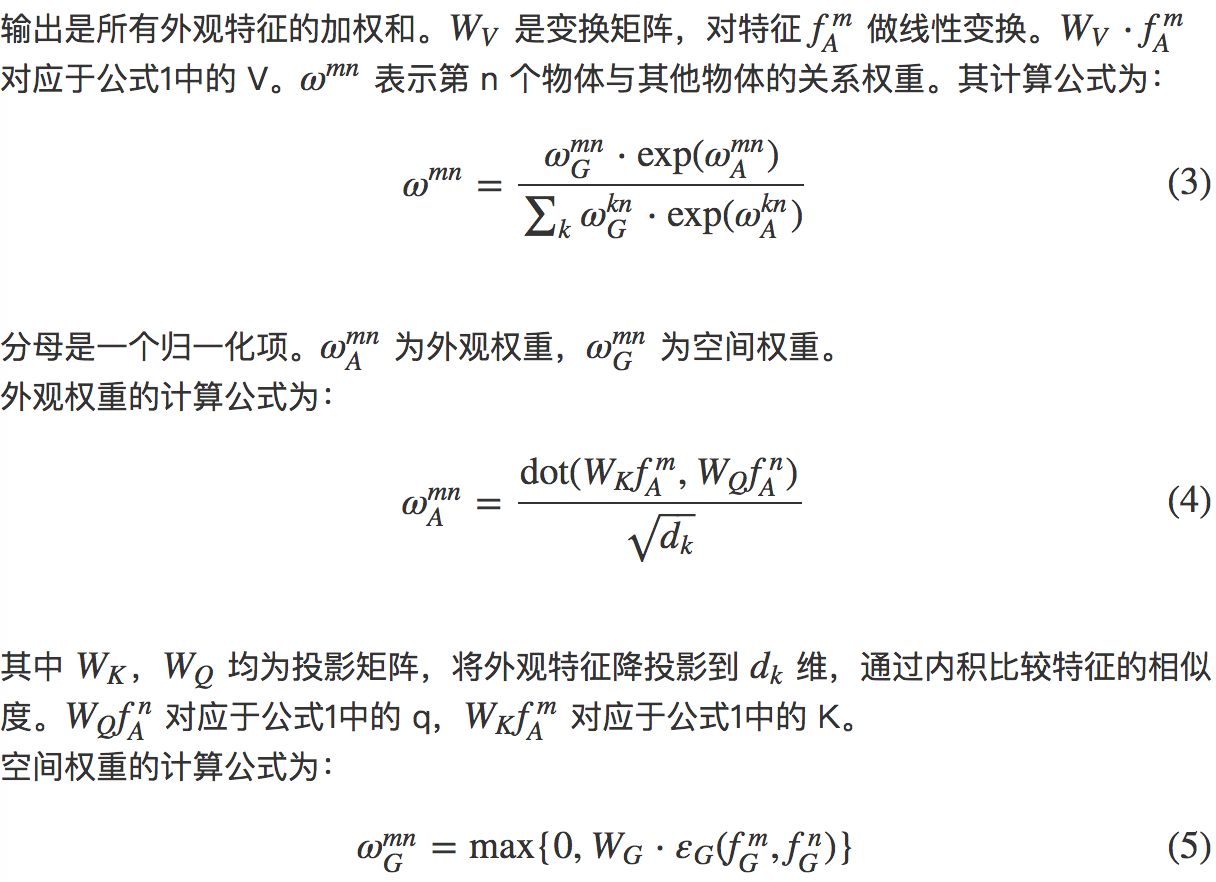 输出是所有外观特征的加权和。$W_V$ 是变换矩阵，对特征 $f_A^m$ 做线性变换。$W_V \cdot f_A^m$
对应于公式1中的 V。$\omega^{mn}$ 表示第 n 个物体与其他物体的关系权重。其计算公式为：
$\omega^{mn} = \frac{\omega_G^{mn} \cdot \exp(\omega_A^{mn})}{\sum_k \omega_G^{kn} \cdot \exp(\omega_A^{kn})}$ (3)
分母是一个归一化项。$\omega_A^{mn}$ 为外观权重，$\omega_G^{mn}$ 为空间权重。
外观权重的计算公式为：
$\omega_A^{mn} = \frac{\mathrm{dot}(W_K f_A^m, W_Q f_A^n)}{\sqrt{d_k}}$ (4)
其中 $W_K$，$W_Q$ 均为投影矩阵，将外观特征降投影到 $d_k$ 维，通过内积比较特征的相似
度。$W_Q f_A^n$ 对应于公式1中的 q，$W_K f_A^m$ 对应于公式1中的 K。
空间权重的计算公式为：
$\omega_G^{mn} = \max\{0, W_G \cdot \varepsilon_G(f_G^m, f_G^n)\}$ (5)